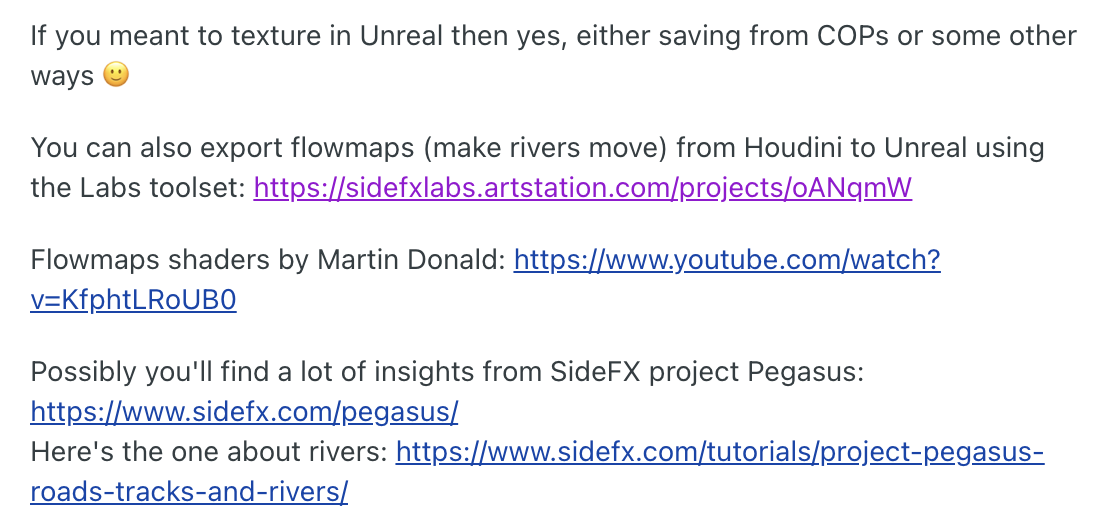 If you meant to texture in Unreal then yes, either saving from COPs or some other
ways 🙂
You can also export flowmaps (make rivers move) from Houdini to Unreal using
the Labs toolset: https://sidefxlabs.artstation.com/projects/oANqmW
Flowmaps shaders by Martin Donald: https://www.youtube.com/watch?
v=KfphtLRoUB0
Possibly you'll find a lot of insights from SideFX project Pegasus:
https://www.sidefx.com/pegasus/
Here's the one about rivers: https://www.sidefx.com/tutorials/project-pegasus-
roads-tracks-and-rivers/